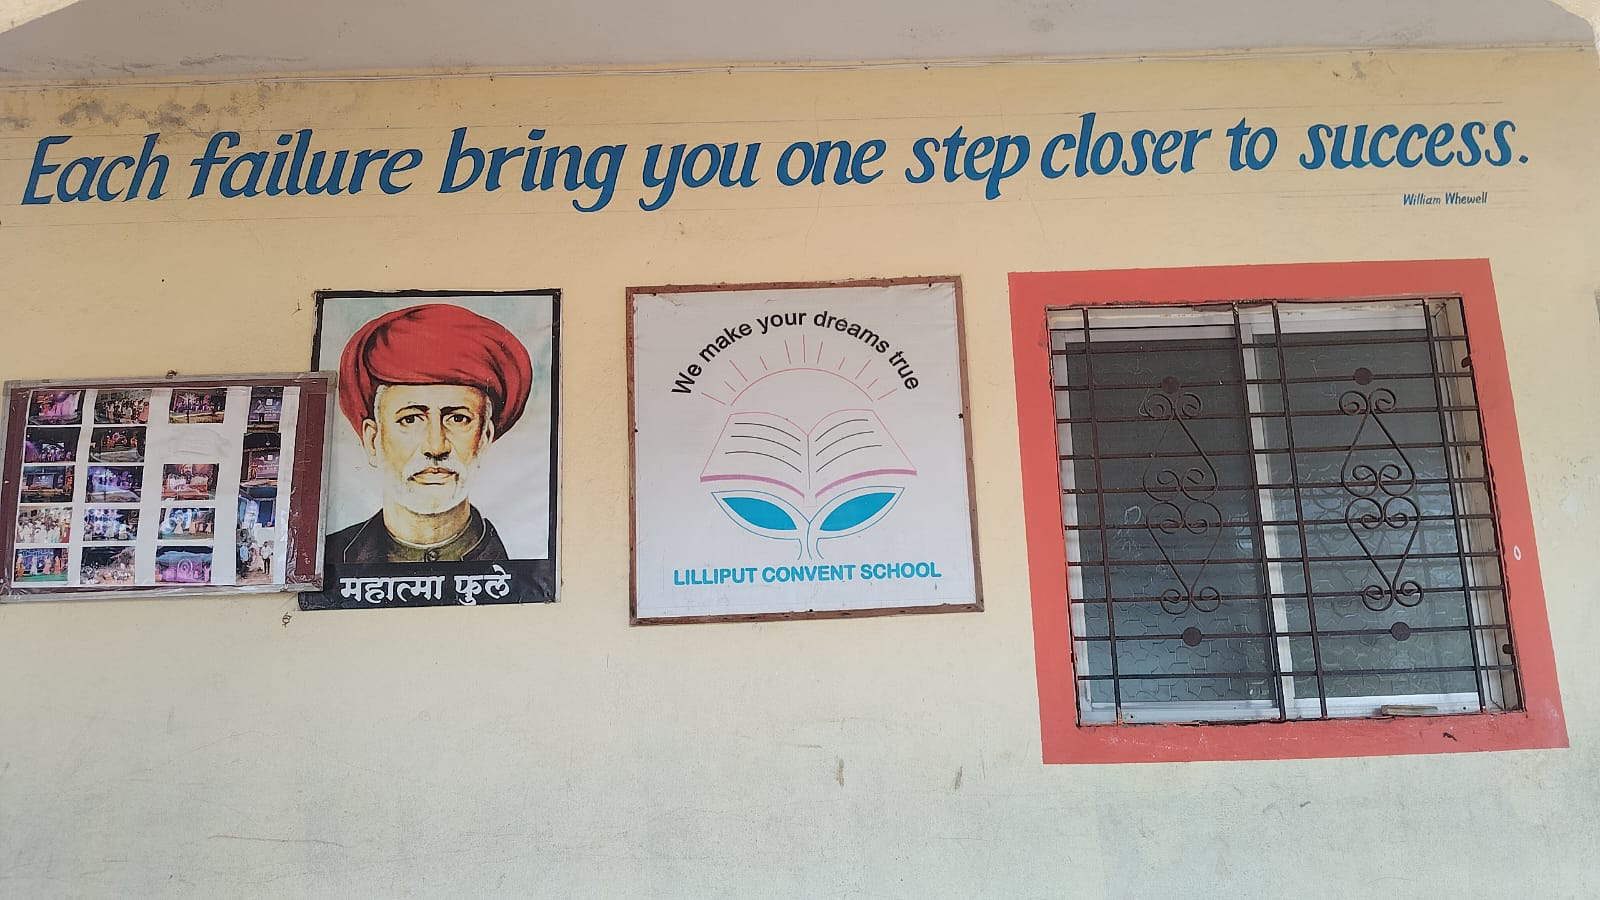 Each failure bring you one step closer to success.
William Whewell
We make your dreams true
LILLIPUT CONVENT SCHOOL
महात्मा फुले